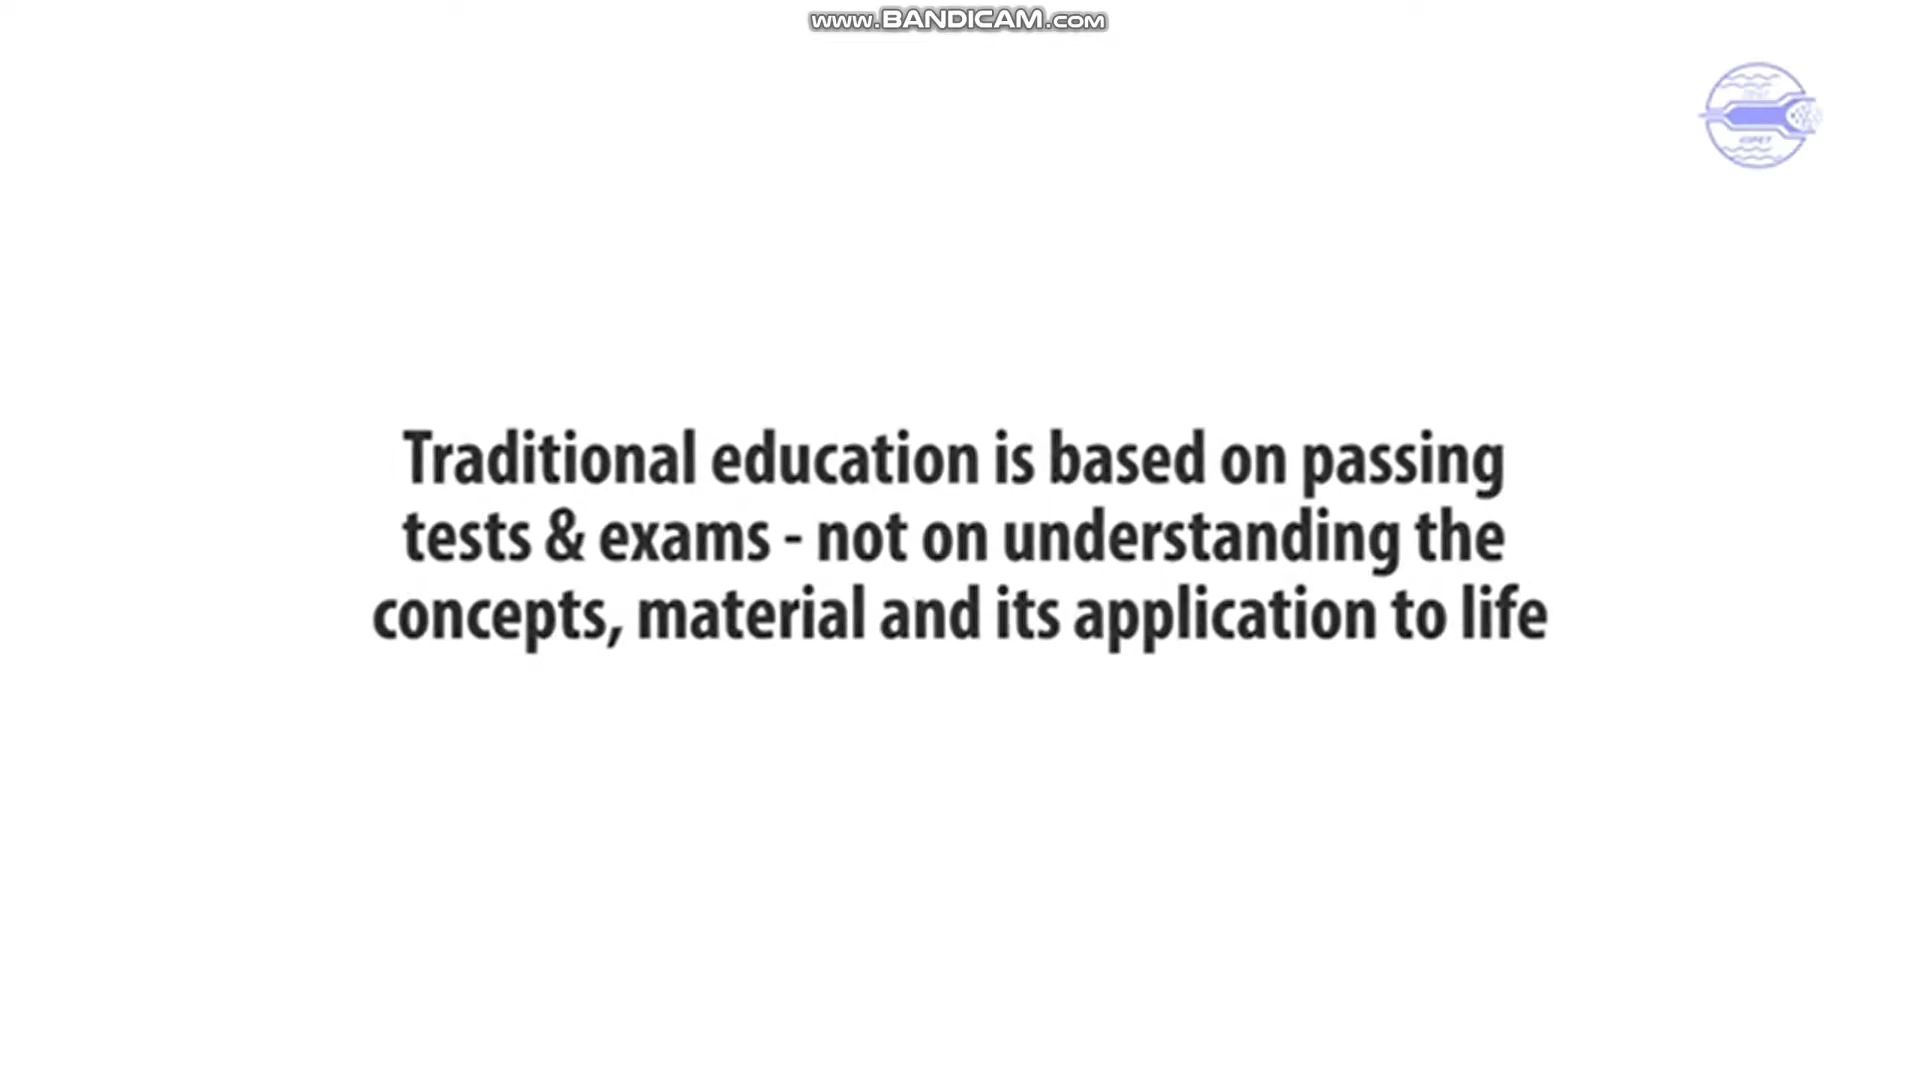 www.BANDICAM.com
Traditional education is based on passing
tests & exams - not on understanding the
concepts, material and its application to life